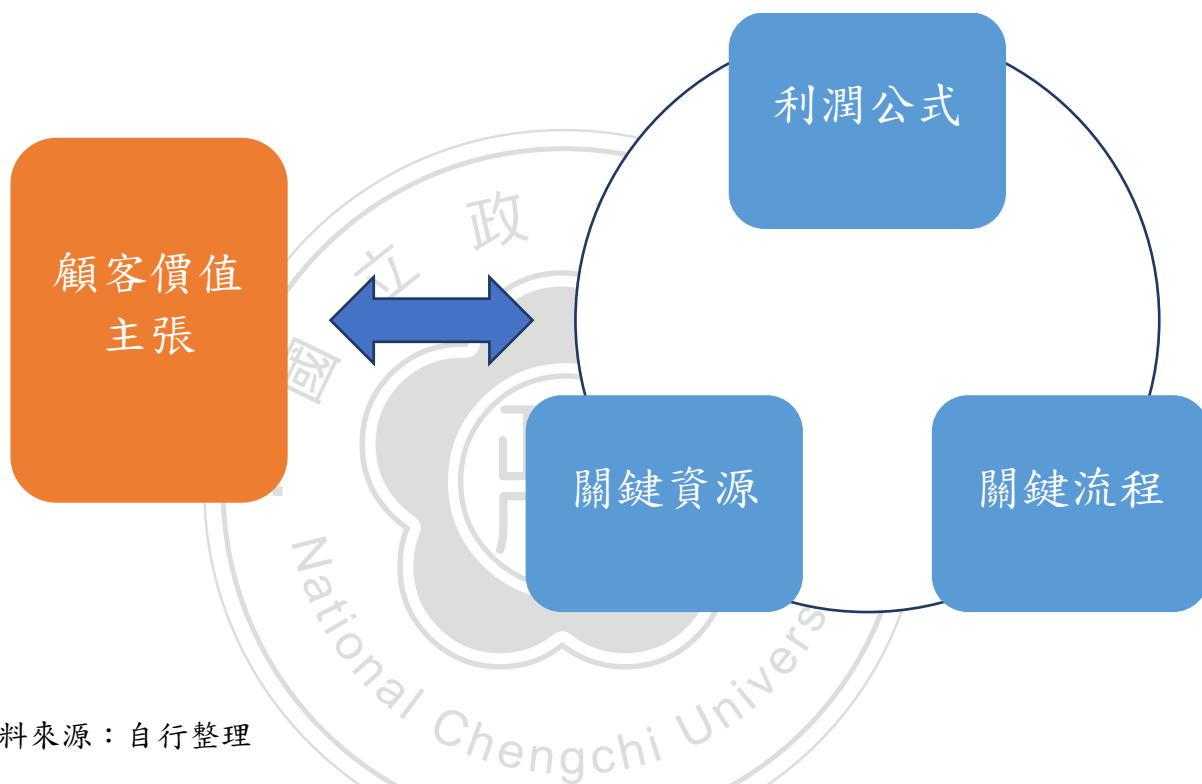 利潤公式
顧客價值
主張
關鍵資源
關鍵流程
國立政
National Chengchi Univers
料來源：自行整理